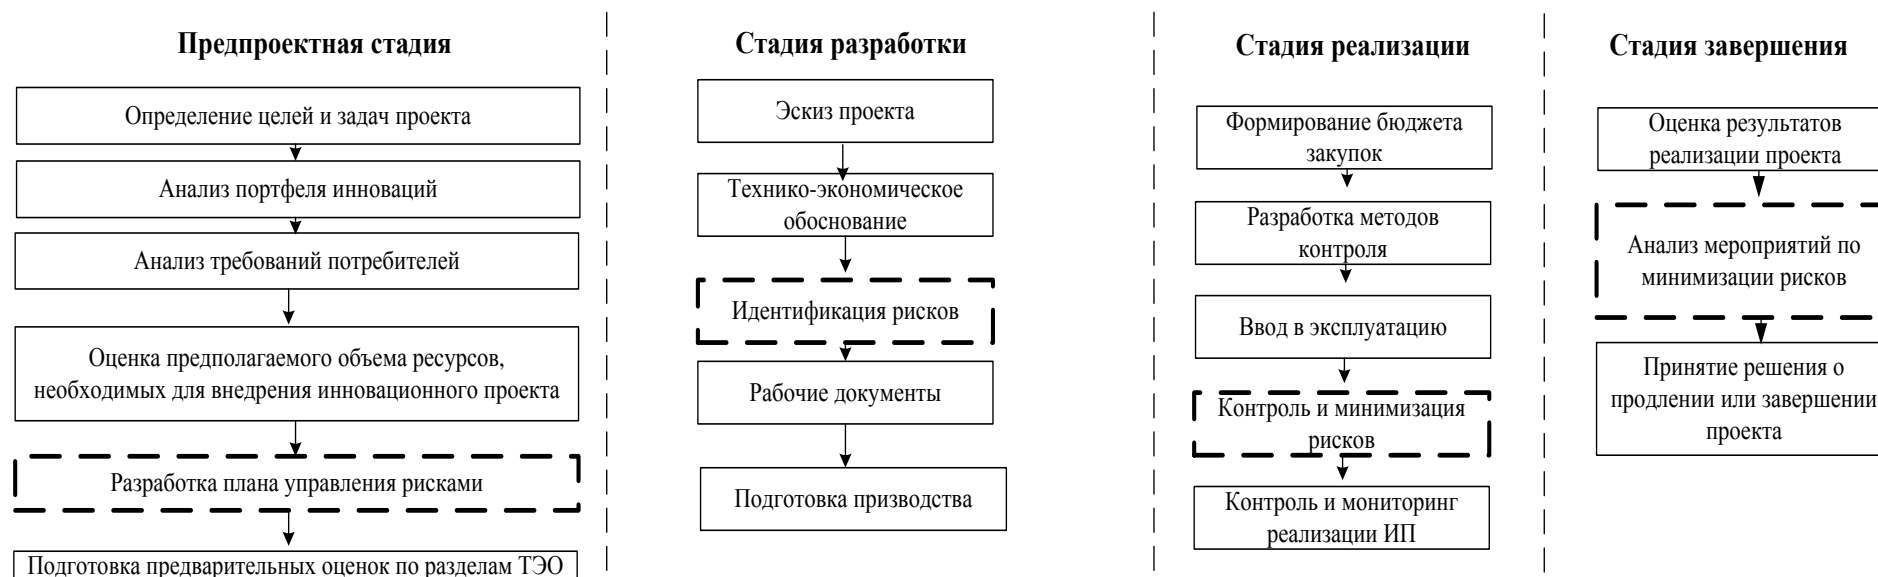 Предпроектная стадия
Определение целей и задач проекта
Анализ портфеля инноваций
Анализ требований потребителей
Оценка предполагаемого объема ресурсов,
необходимых для внедрения инновационного проекта
Разработка плана управления рисками
Подготовка предварительных оценок по разделам ТЭО
Стадия разработки
Эскиз проекта
Технико-экономическое
обоснование
Идентификация рисков
Рабочие документы
Подготовка призводства
Стадия реализации
Формирование бюджета
закупок
Разработка методов
контроля
Ввод в эксплуатацию
Контроль и минимизация
рисков
Контроль и мониторинг
реализации ИП
Стадия завершения
Оценка результатов
реализации проекта
Анализ мероприятий по
минимизации рисков
Принятие решения о
продлении или завершении
проекта